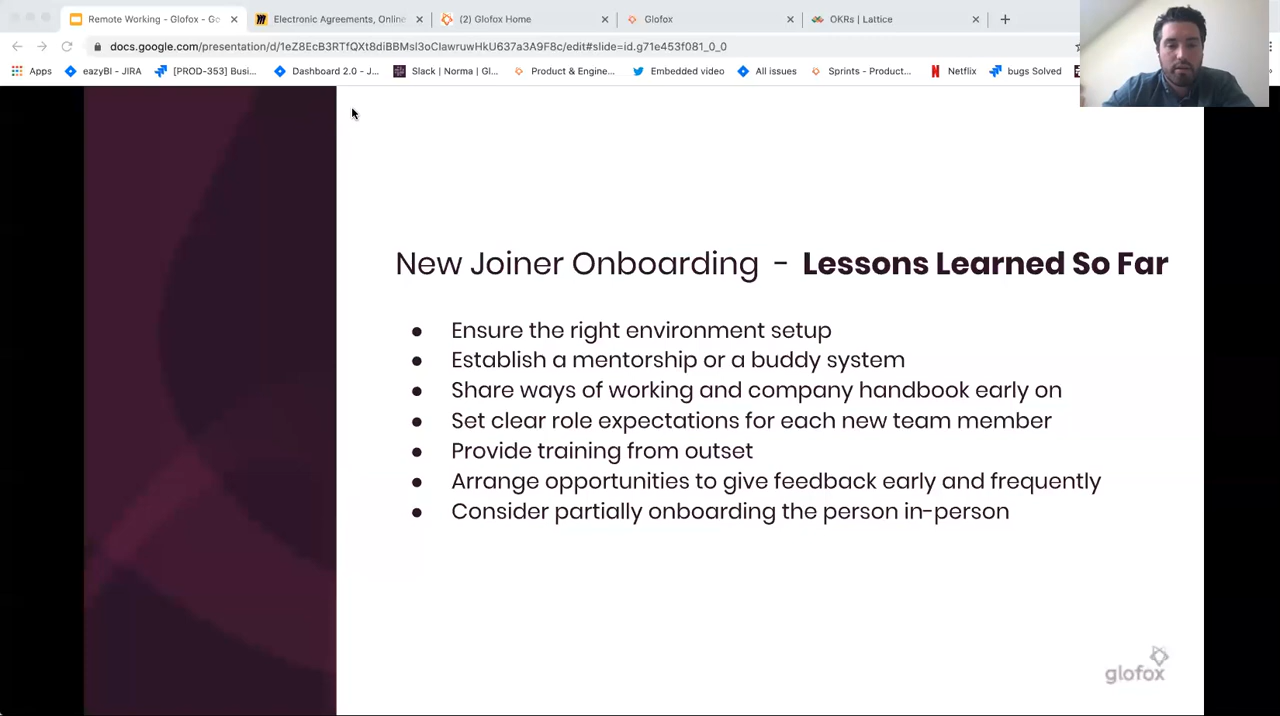 Remote Working - Glofox - Go
Electronic Agreements, Online
(2) Glofox Home
Glofox
OKRs | Lattice
docs.google.com/presentation/d/1eZ8EcB3RTfQXt8diBBMsl3oClawruwHkU637a3A9F8c/edit#slide=id.g71e453f081_0_0
Apps
eazyBI - JIRA
[PROD-353] Busi...
Dashboard 2.0 - J...
Slack | Norma | Gl...
Product & Engine...
Embedded video
All issues
Sprints - Product...
Netflix
bugs Solved
New Joiner Onboarding - Lessons Learned So Far
● Ensure the right environment setup
● Establish a mentorship or a buddy system
● Share ways of working and company handbook early on
● Set clear role expectations for each new team member
● Provide training from outset
● Arrange opportunities to give feedback early and frequently
● Consider partially onboarding the person in-person
glofox